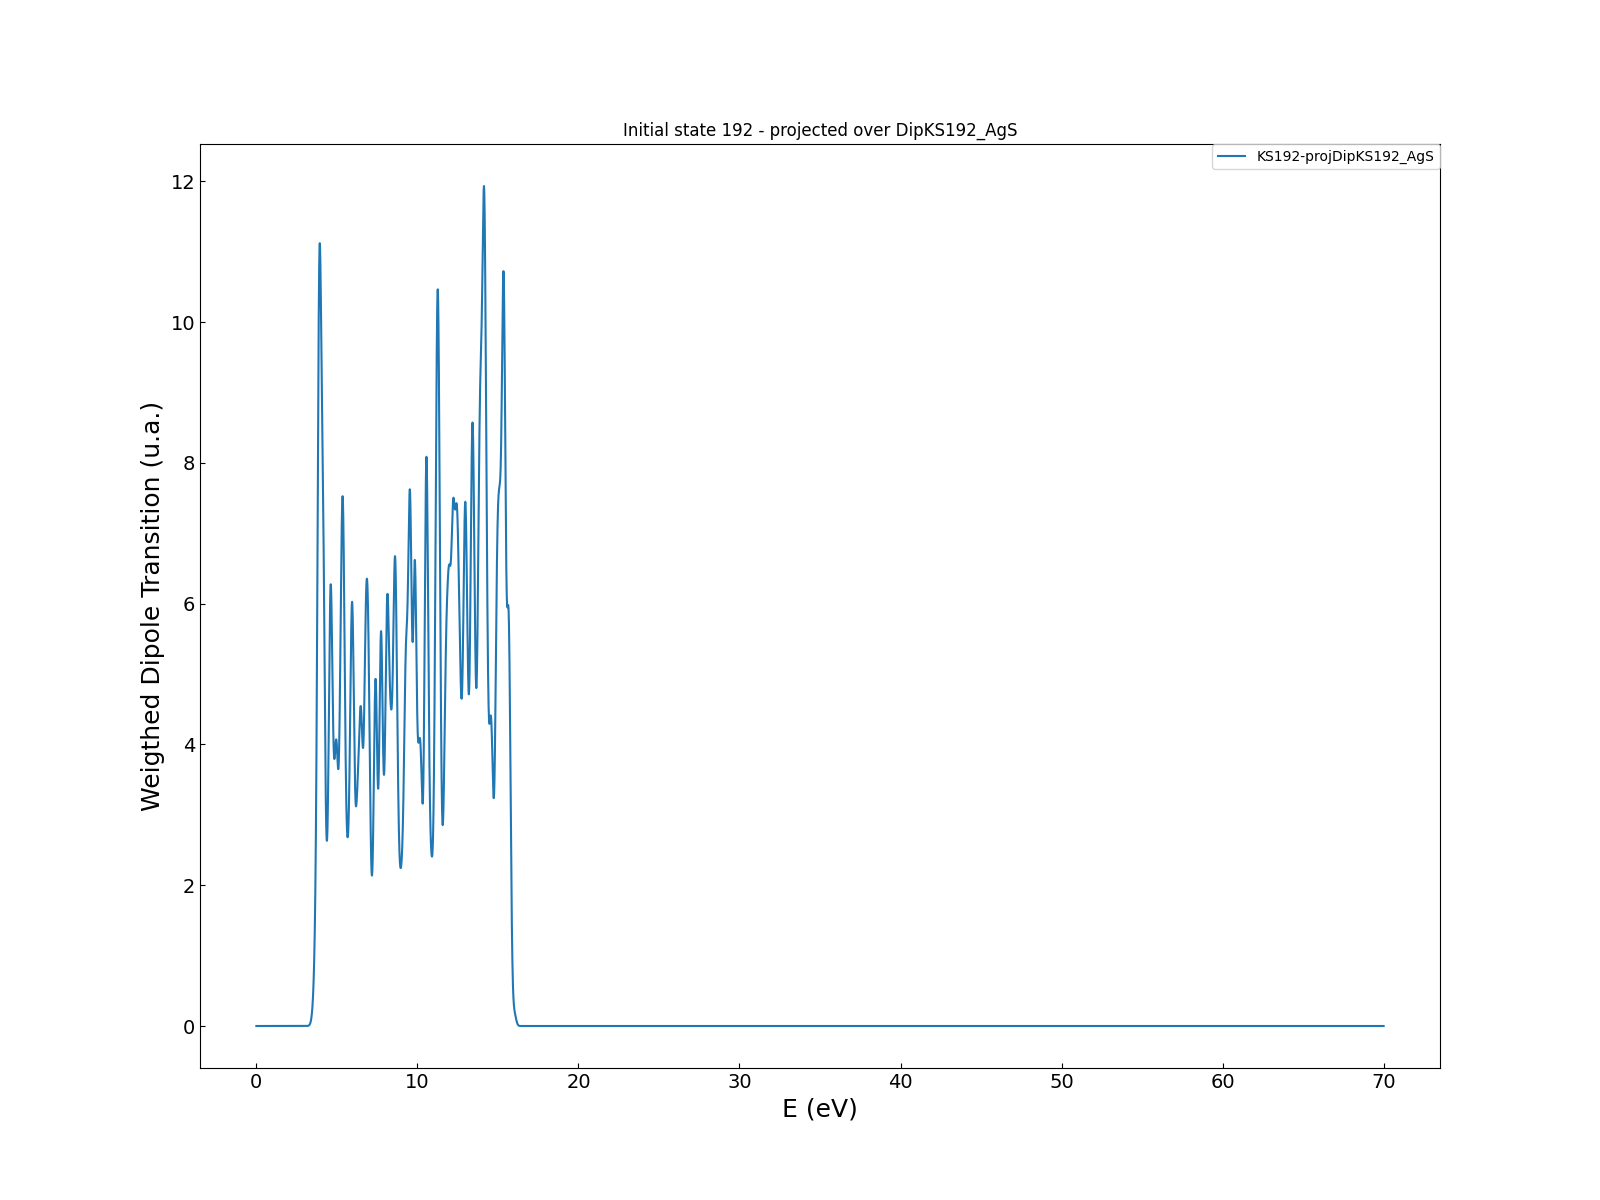 Initial state 192 - projected over DipKS192_AgS
KS192-projDipKS192_AgS
Weigthed Dipole Transition (u.a.)
12
10
8
6
4
2
0
0 10 20 30 40 50 60 70
E (eV)